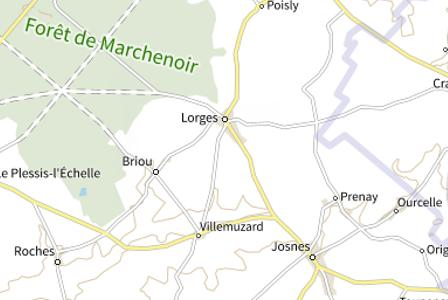 Poisly
Forêt de Marchenoir
Cra
Lorges
Briou
Le Plessis-l'Échelle
Prenay
Ourcelle
Villemuzard
Josnes
Roches
Orig